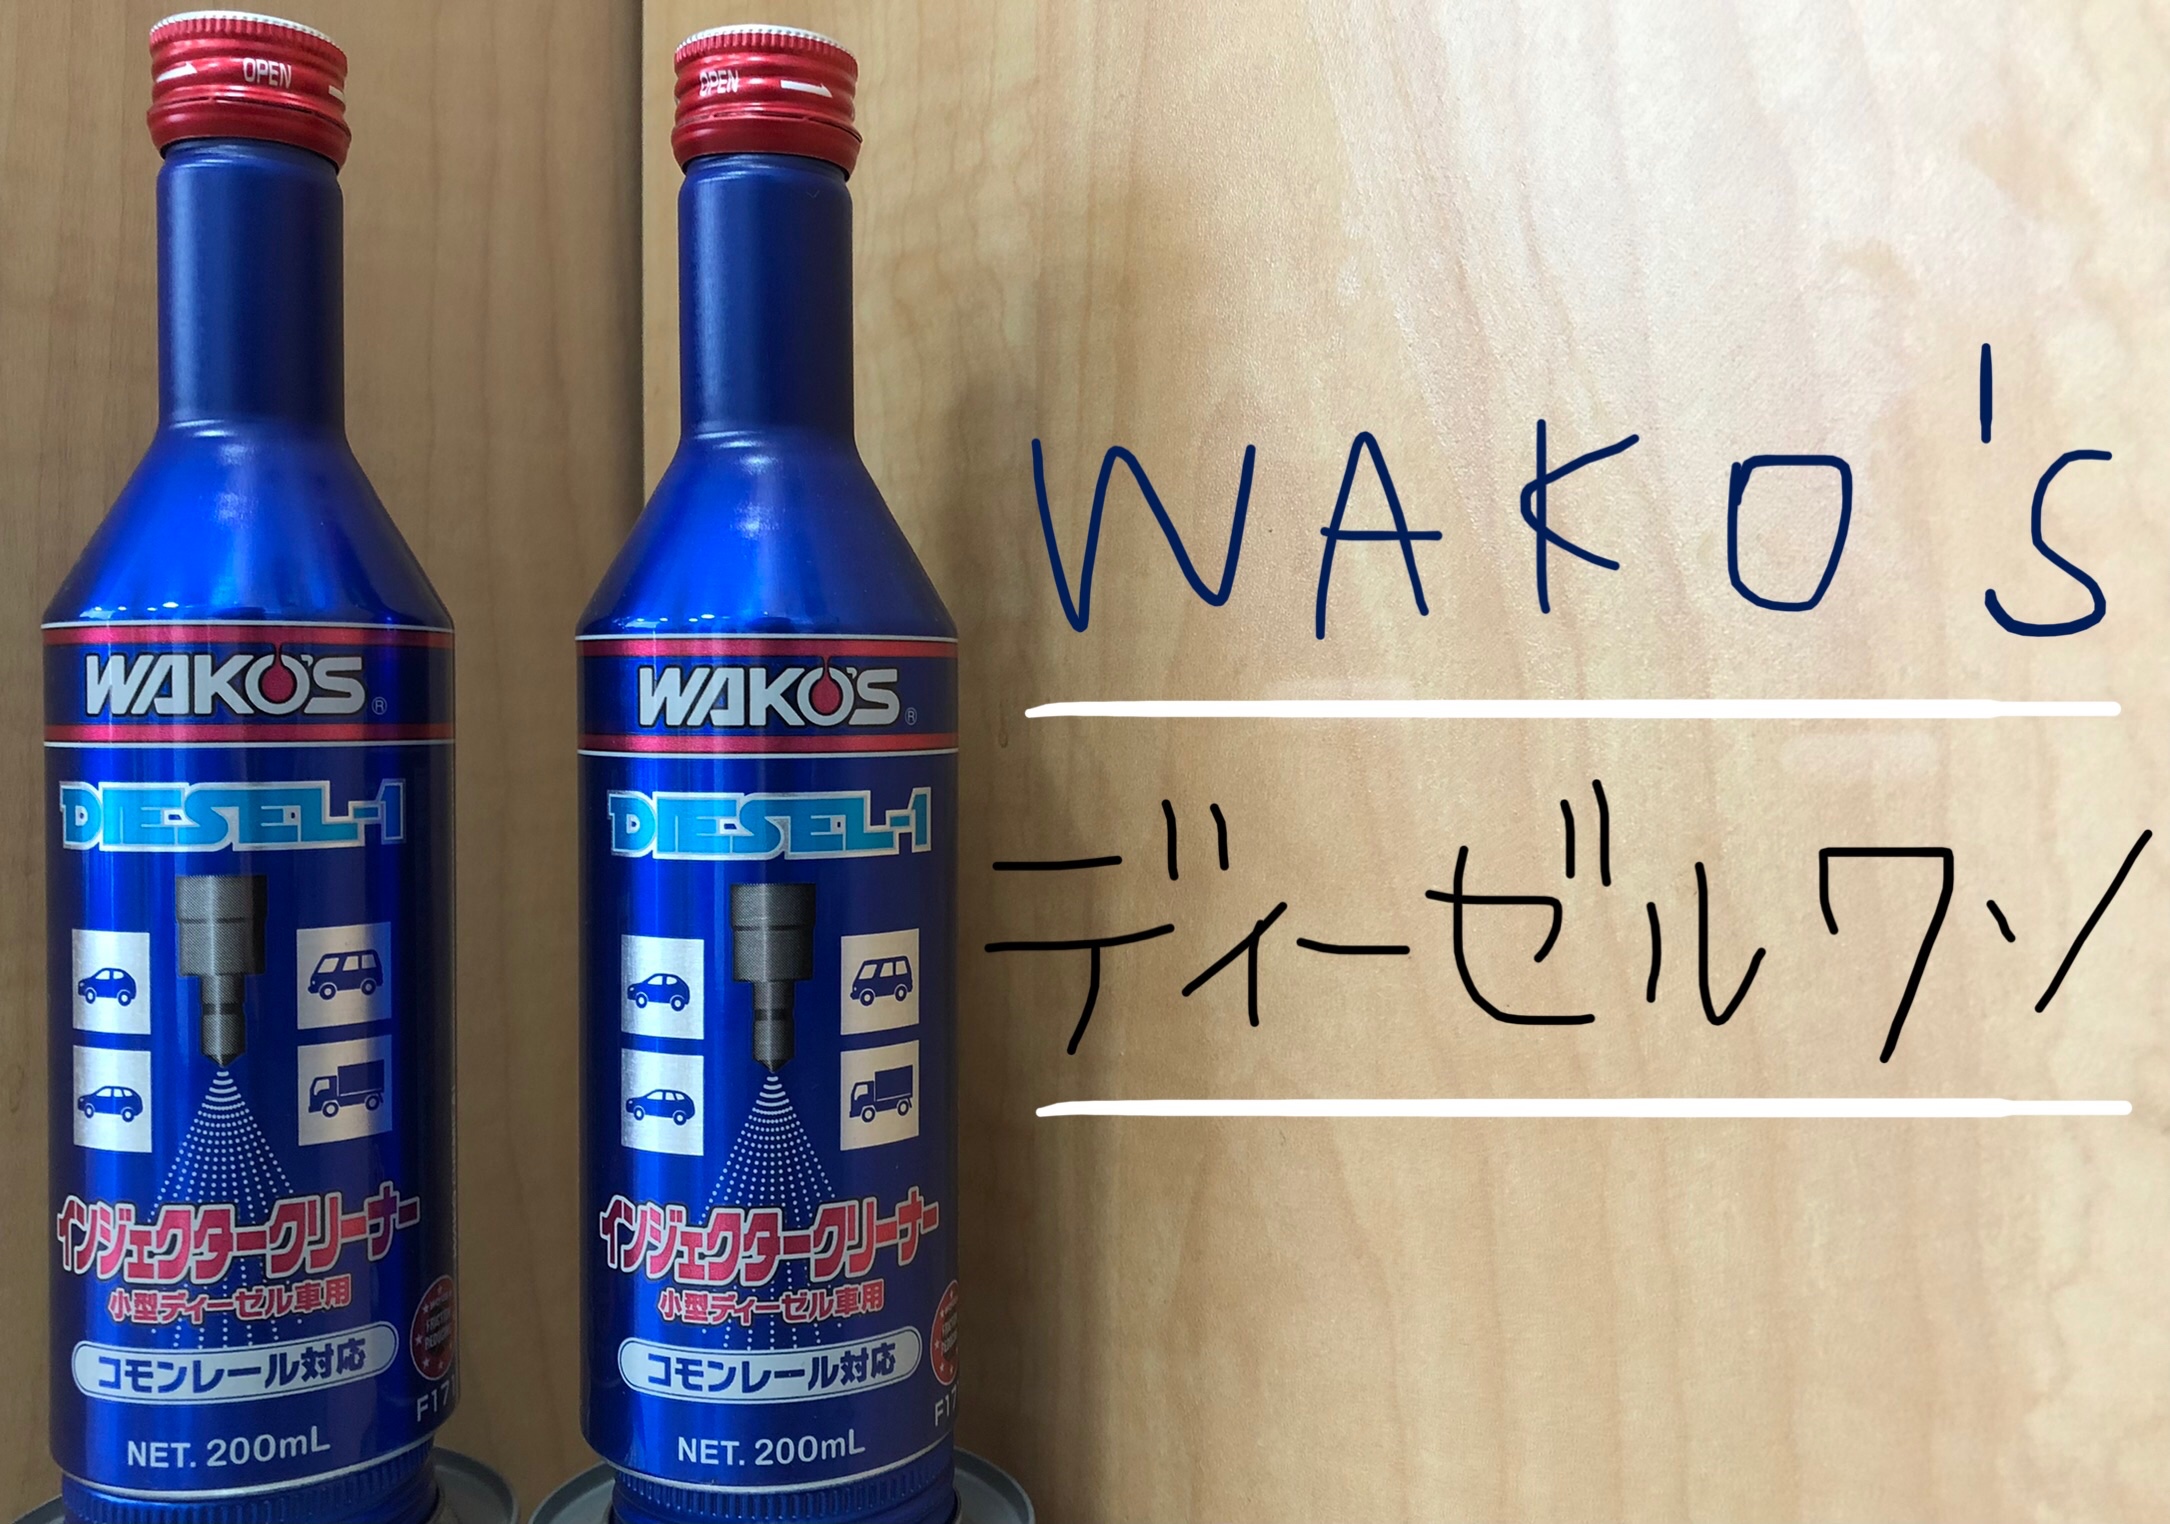 OPEN
WAKO'S ®
DIESEL-1
インジェクタークリーナー
小型ディーゼル車用
コモンレール対応
F17
NET. 200mL
OPEN
WAKO'S ®
DIESEL-1
インジェクタークリーナー
小型ディーゼル車用
コモンレール対応
NET. 200mL
WAKO's
ディーゼルワン